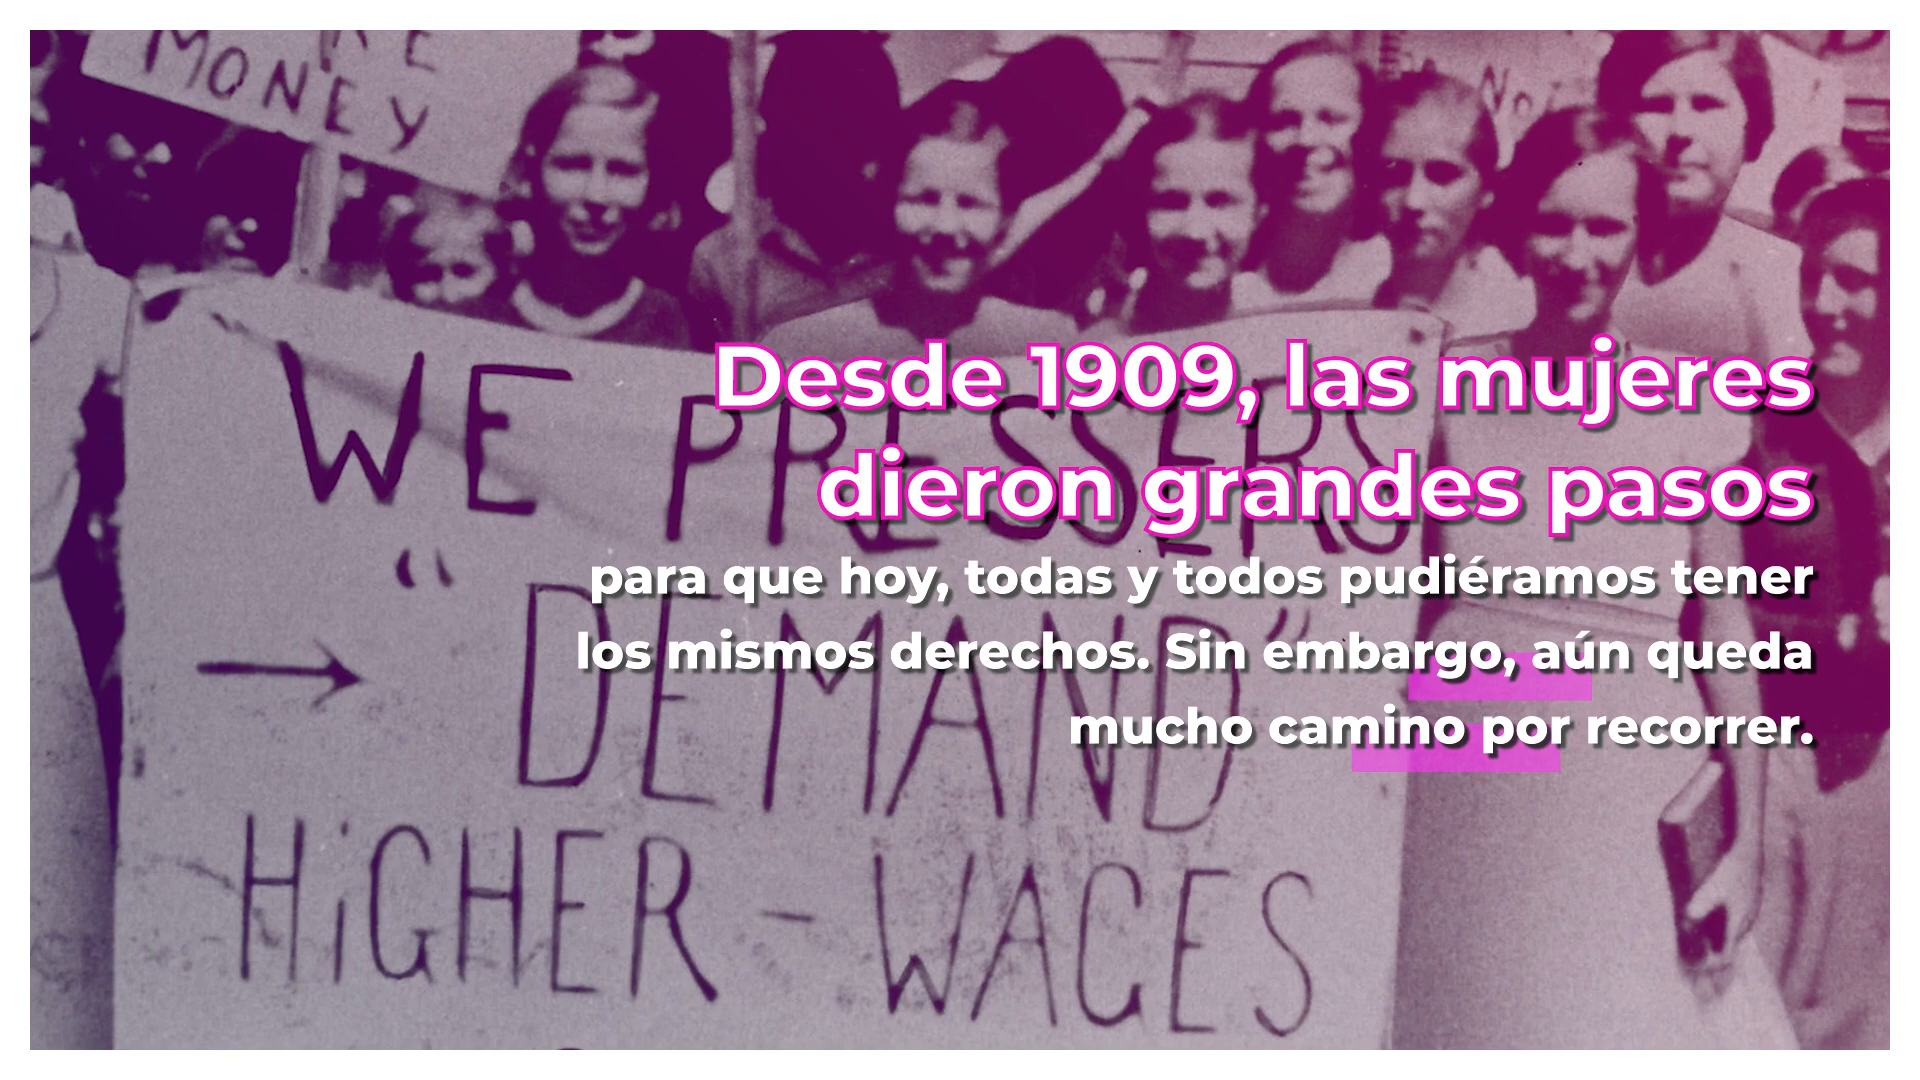 MONEY
No
Desde 1909, las mujeres
dieron grandes pasos
para que hoy, todas y todos pudiéramos tener
los mismos derechos. Sin embargo, aún queda
mucho camino por recorrer.
WE PRESSERS
"DEMAND"
HiGHER - WAGES